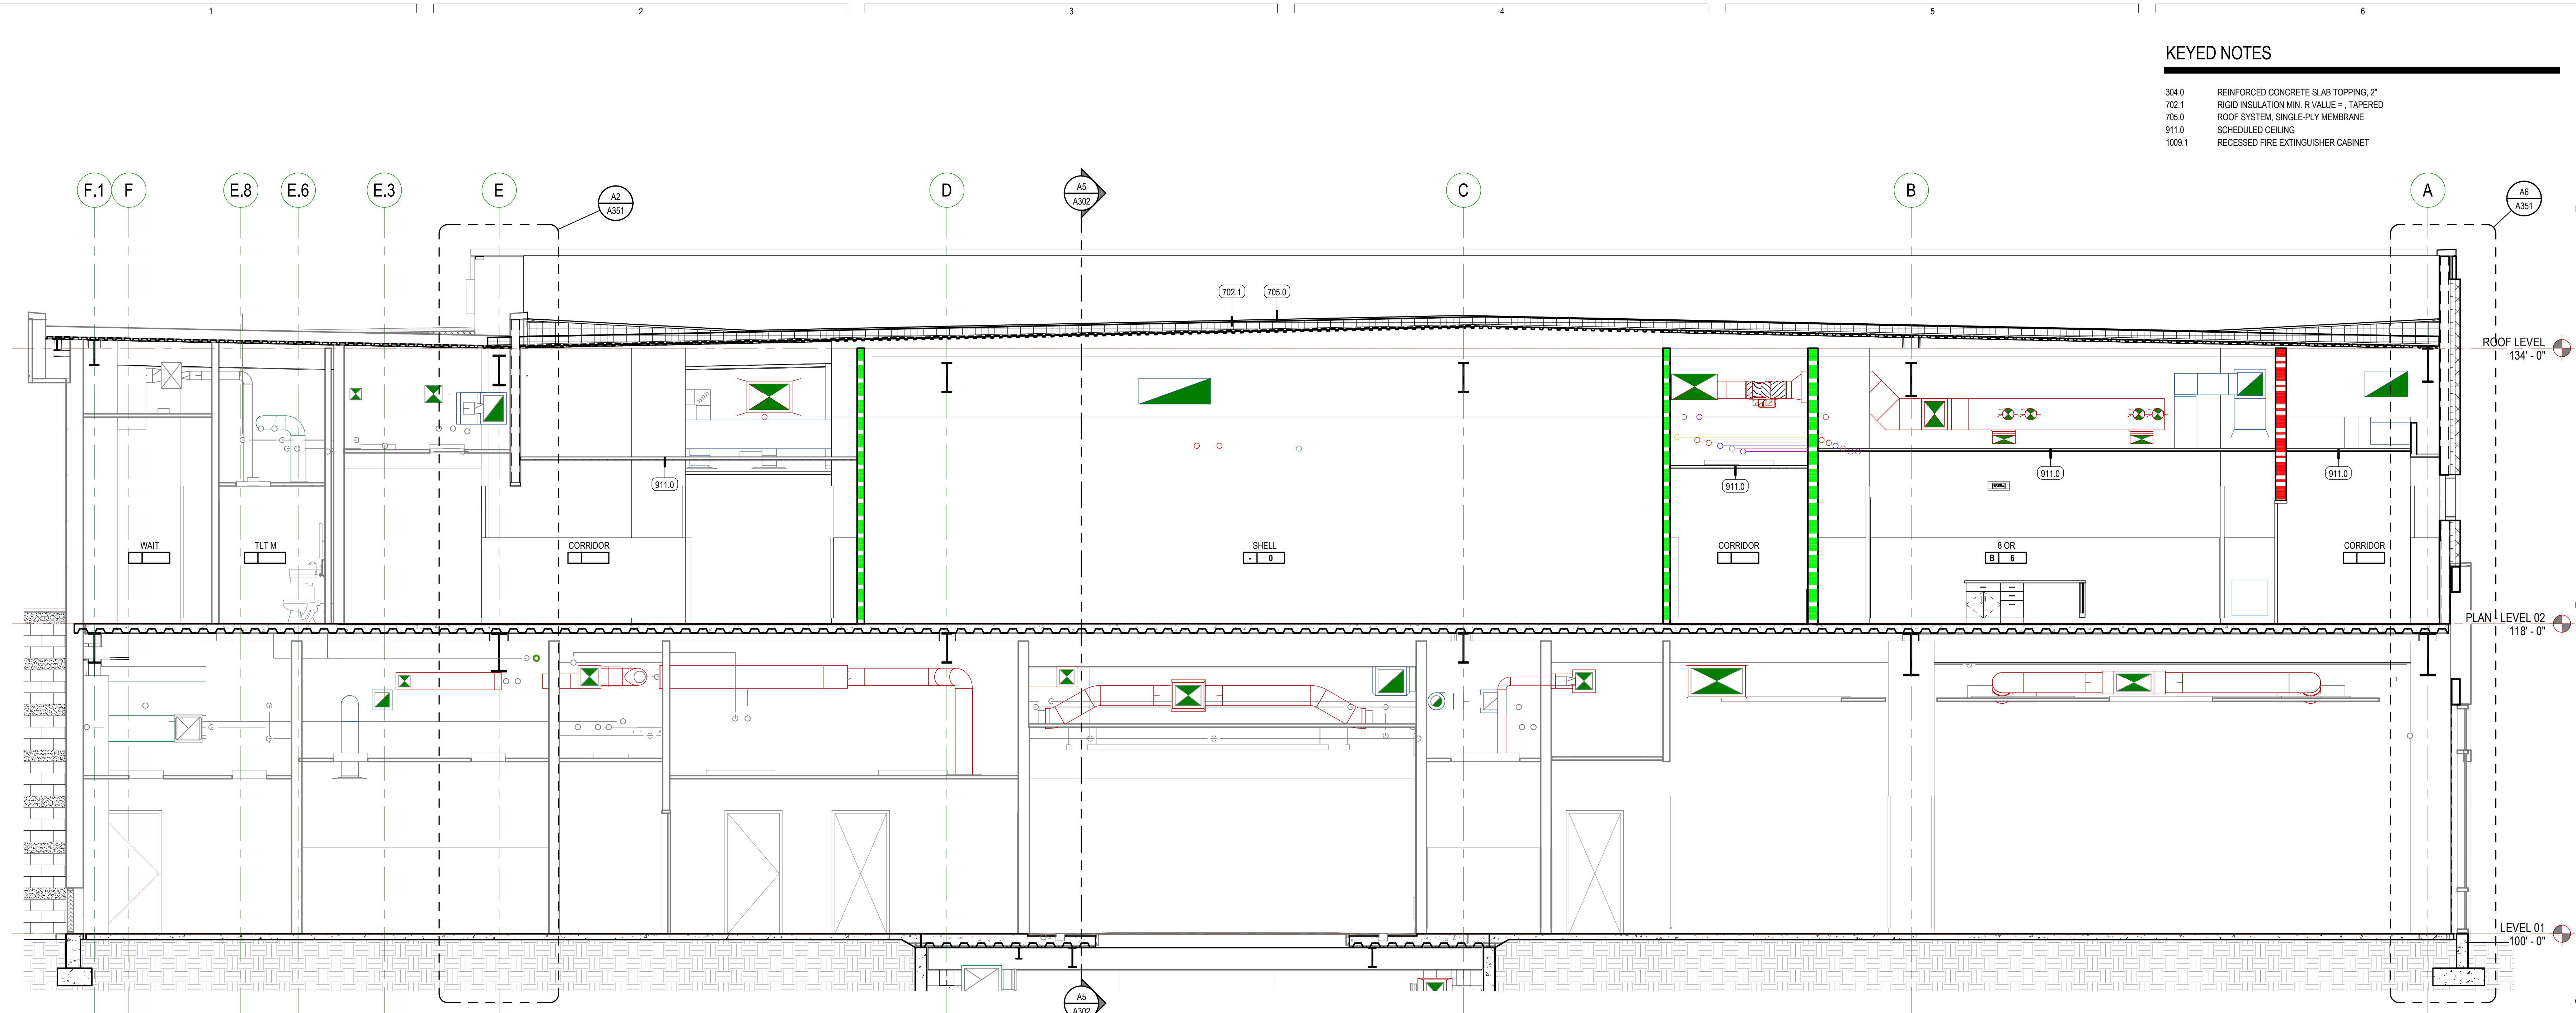 1 2 3 4 5 6
KEYED NOTES
304.0 REINFORCED CONCRETE SLAB TOPPING, 2"
702.1 RIGID INSULATION MIN. R VALUE = , TAPERED
705.0 ROOF SYSTEM, SINGLE-PLY MEMBRANE
911.0 SCHEDULED CEILING
1009.1 RECESSED FIRE EXTINGUISHER CABINET
F.1 F E.8 E.6 E.3 E D C B A
A2
A351
A5
A302
A6
A351
702.1 705.0
ROOF LEVEL
134' - 0"
911.0 911.0 911.0 911.0
WAIT TLT M CORRIDOR SHELL CORRIDOR 8 OR CORRIDOR
- 0 B 6
PLAN - LEVEL 02
118' - 0"
LEVEL 01
100' - 0"
A5
A302